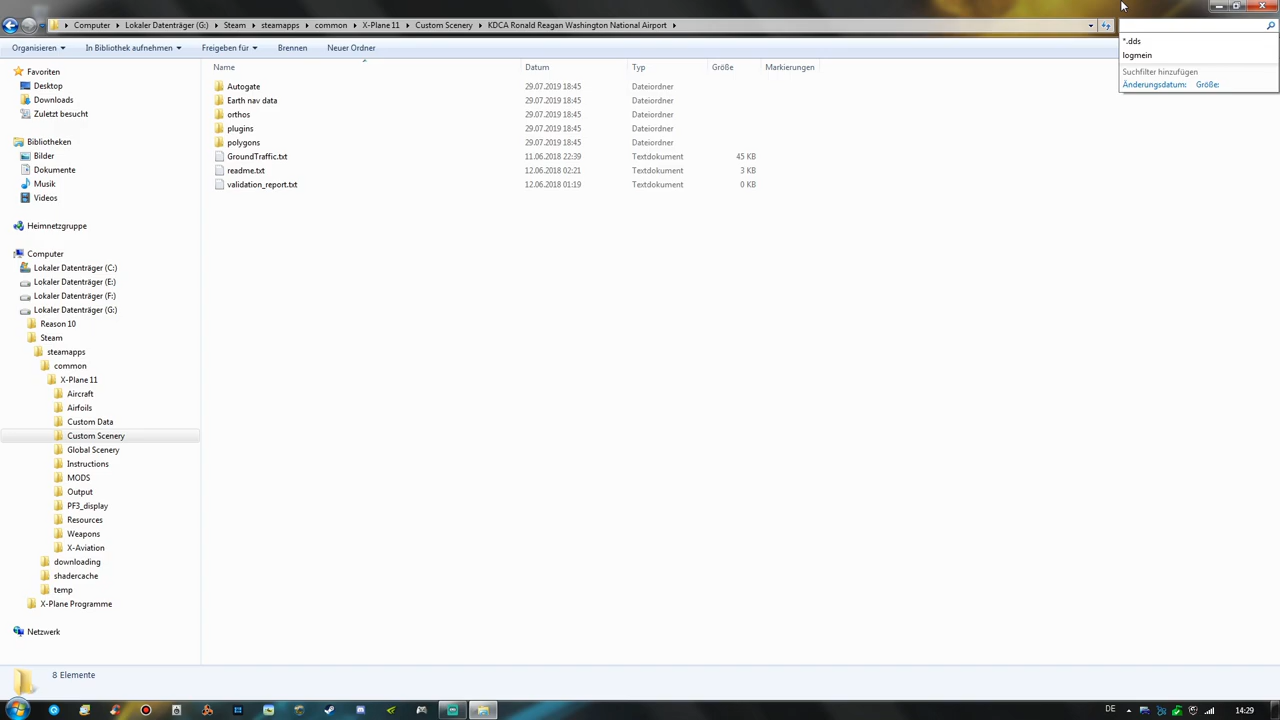 Computer ▸ Lokaler Datenträger (G:) ▸ Steam ▸ steamapps ▸ common ▸ X-Plane 11 ▸ Custom Scenery ▸ KDCA Ronald Reagan Washington National Airport ▸
*.dds
logmein
Suchfilter hinzufügen
Änderungsdatum: Größe:
Organisieren ▾ In Bibliothek aufnehmen ▾ Freigeben für ▾ Brennen Neuer Ordner
Name Datum Typ Größe Markierungen
Autogate 29.07.2019 18:45 Dateiordner
Earth nav data 29.07.2019 18:45 Dateiordner
orthos 29.07.2019 18:45 Dateiordner
plugins 29.07.2019 18:45 Dateiordner
polygons 29.07.2019 18:45 Dateiordner
GroundTraffic.txt 11.06.2018 22:39 Textdokument 45 KB
readme.txt 12.06.2018 02:21 Textdokument 3 KB
validation_report.txt 12.06.2018 01:19 Textdokument 0 KB
Favoriten
Desktop
Downloads
Zuletzt besucht
Bibliotheken
Bilder
Dokumente
Musik
Videos
Heimnetzgruppe
Computer
Lokaler Datenträger (C:)
Lokaler Datenträger (E:)
Lokaler Datenträger (F:)
Lokaler Datenträger (G:)
Reason 10
Steam
steamapps
common
X-Plane 11
Aircraft
Airfoils
Custom Data
Custom Scenery
Global Scenery
Instructions
MODS
Output
PF3_display
Resources
Weapons
X-Aviation
downloading
shadercache
temp
X-Plane Programme
Netzwerk
8 Elemente
DE 14:29